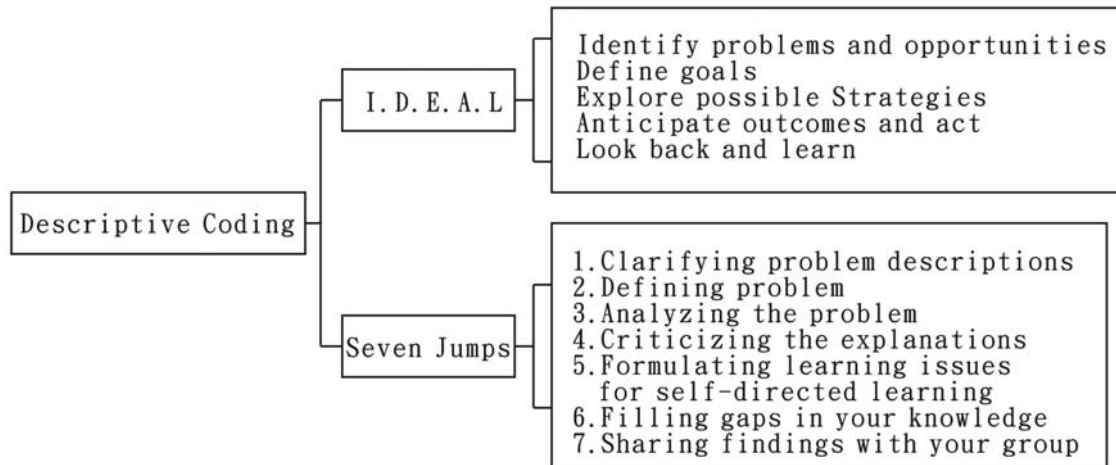 Descriptive Coding
I.D.E.A.L
Identify problems and opportunities
Define goals
Explore possible Strategies
Anticipate outcomes and act
Look back and learn
Seven Jumps
1.Clarifying problem descriptions
2.Defining problem
3.Analyzing the problem
4.Criticizing the explanations
5.Formulating learning issues
for self-directed learning
6.Filling gaps in your knowledge
7.Sharing findings with your group